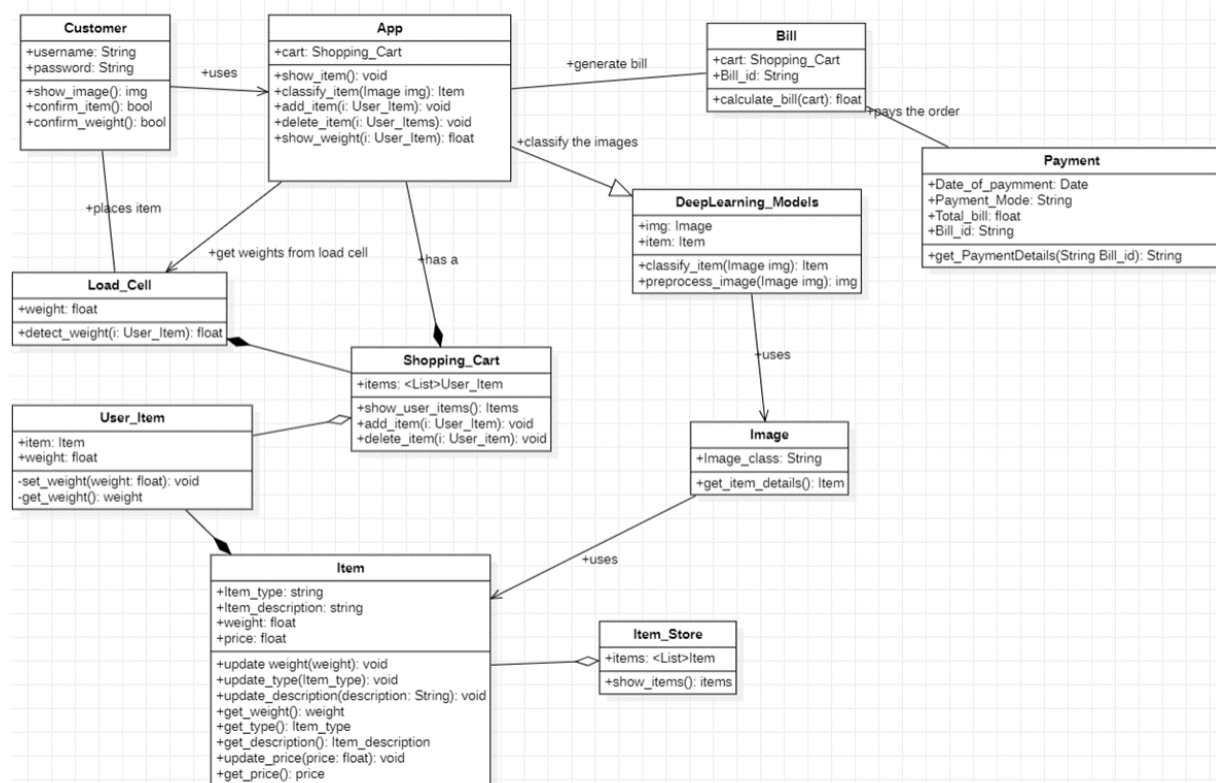 Customer
+username: String
+password: String
+show_image(): img
+confirm_item(): bool
+confirm_weight(): bool
+uses
App
+cart: Shopping_Cart
+show_item(): void
+classify_item(Image img): Item
+add_item(i: User_Item): void
+delete_item(i: User_Items): void
+show_weight(i: User_Item): float
+generate bill
Bill
+cart: Shopping_Cart
+Bill_id: String
+calculate_bill(cart): float
+pays the order
Payment
+Date_of_paymment: Date
+Payment_Mode: String
+Total_bill: float
+Bill_id: String
+get_PaymentDetails(String Bill_id): String
+classify the images
DeepLearning_Models
+img: Image
+item: Item
+classify_item(Image img): Item
+preprocess_image(Image img): img
+places item
+get weights from load cell
+has a
Load_Cell
+weight: float
+detect_weight(i: User_Item): float
Shopping_Cart
+items: <List>User_Item
+show_user_items(): Items
+add_item(i: User_Item): void
+delete_item(i: User_item): void
+uses
User_Item
+item: Item
+weight: float
-set_weight(weight: float): void
-get_weight(): weight
Image
+Image_class: String
+get_item_details(): Item
+uses
Item
+Item_type: string
+Item_description: string
+weight: float
+price: float
+update weight(weight): void
+update_type(Item_type): void
+update_description(description: String): void
+get_weight(): weight
+get_type(): Item_type
+get_description(): Item_description
+update_price(price: float): void
+get_price(): price
Item_Store
+items: <List>Item
+show_items(): items